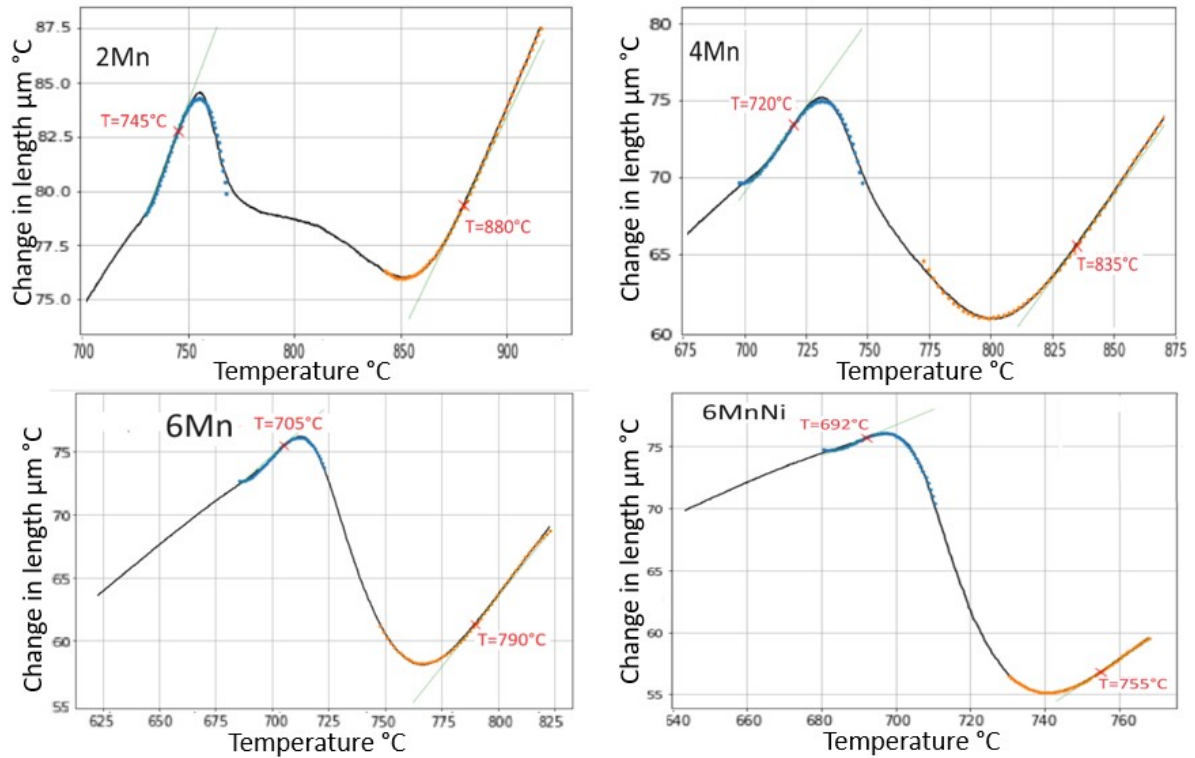 2Mn
Change in length μm °C
87.5
85.0
82.5
80.0
77.5
75.0
T=745°C
T=880°C
700
750
800
850
900
Temperature °C
4Mn
Change in length μm °C
80
75
70
65
60
T=720°C
T=835°C
675
700
725
750
775
800
825
850
875
Temperature °C
6Mn
Change in length μm °C
75
70
65
60
55
T=705°C
T=790°C
625
650
675
700
725
750
775
800
825
Temperature °C
6MnNi
Change in length μm °C
75
70
65
60
55
T=692°C
T=755°C
640
660
680
700
720
740
760
Temperature °C